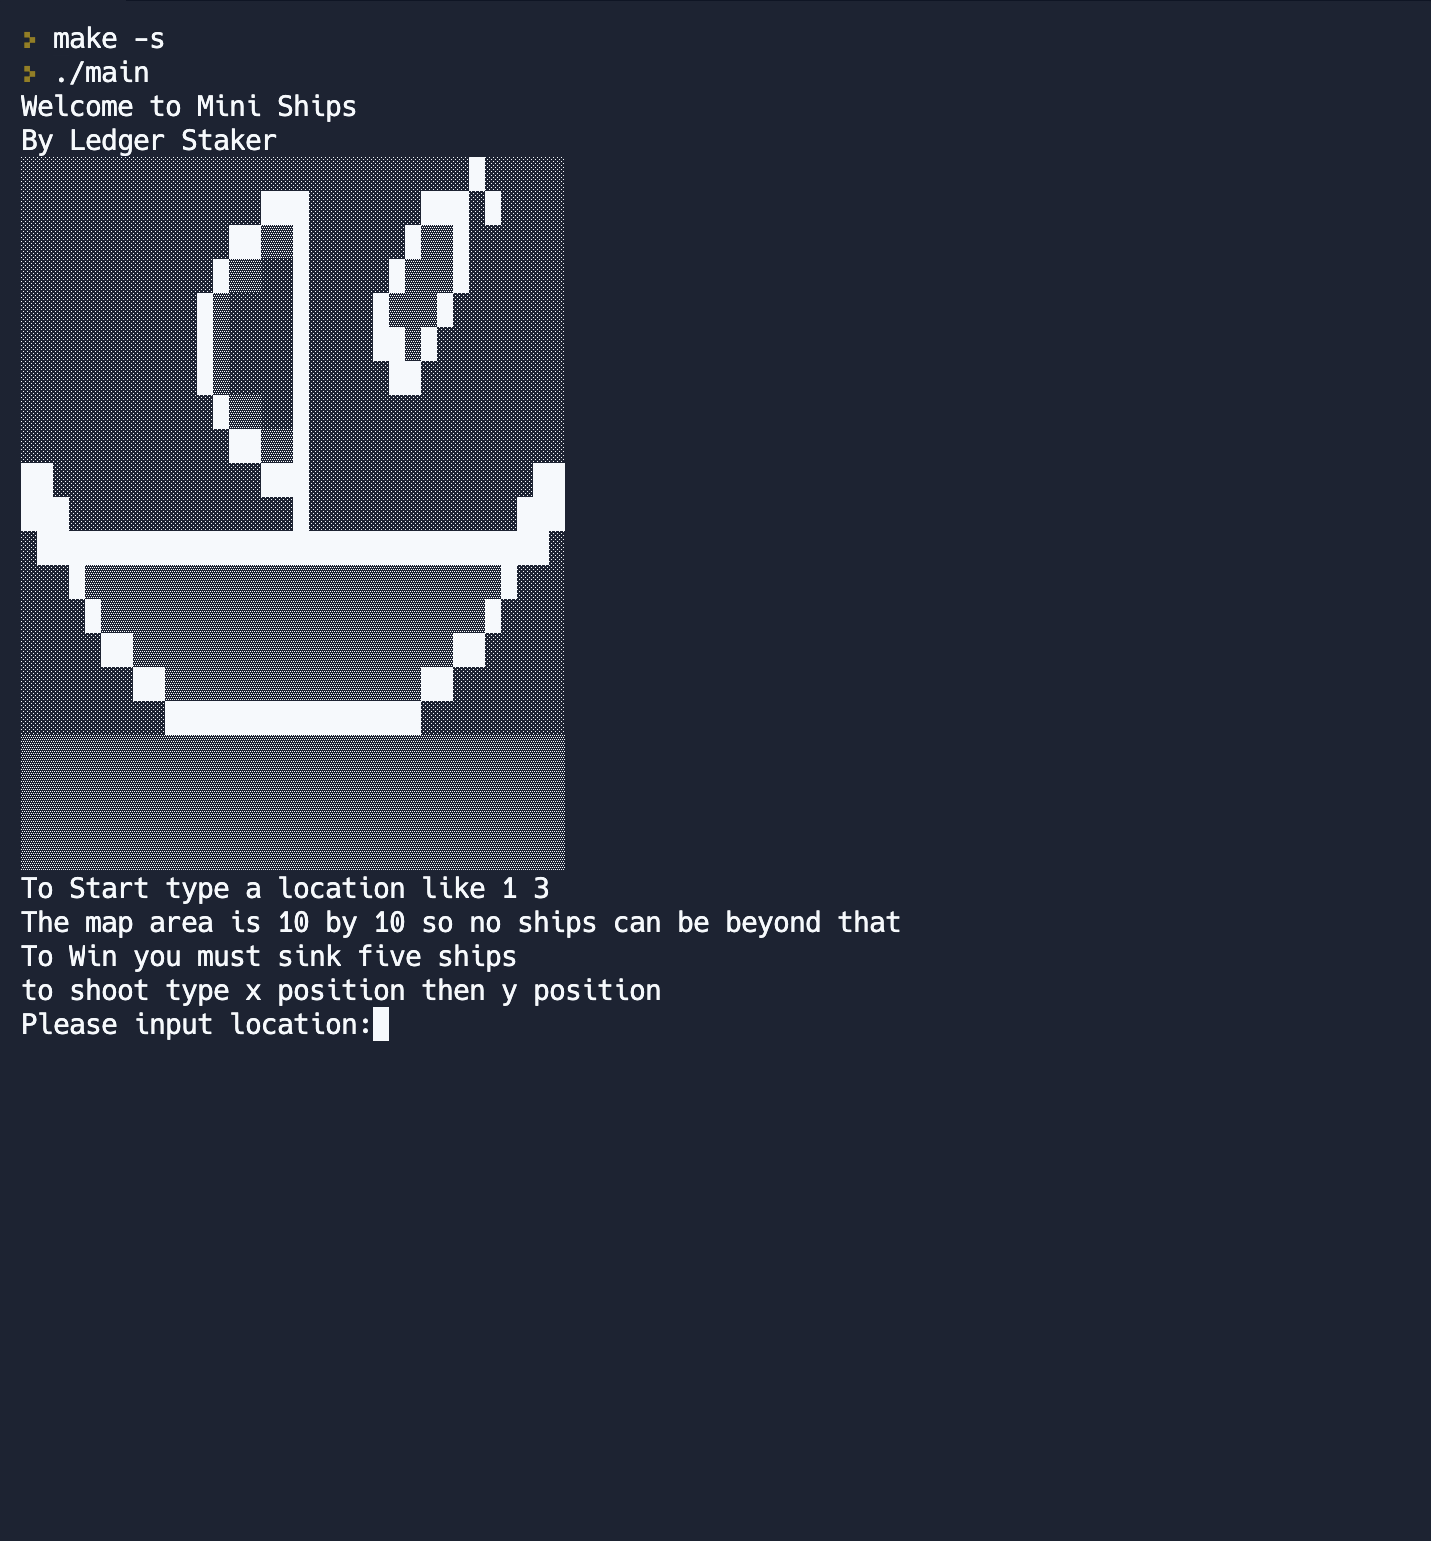 make -s
./main
Welcome to Mini Ships
By Ledger Staker
To Start type a location like 1 3
The map area is 10 by 10 so no ships can be beyond that
To Win you must sink five ships
to shoot type x position then y position
Please input location: